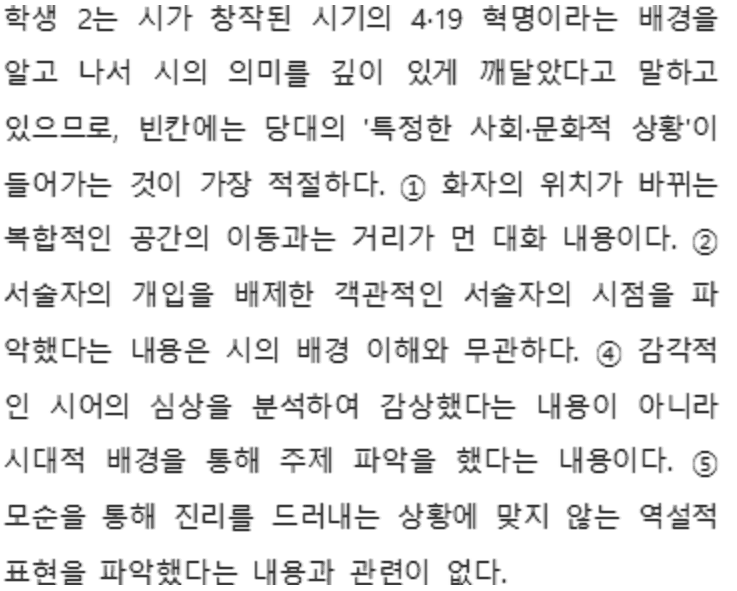 학생 2는 시가 창작된 시기의 4·19 혁명이라는 배경을
알고 나서 시의 의미를 깊이 있게 깨달았다고 말하고
있으므로, 빈칸에는 당대의 '특정한 사회·문화적 상황'이
들어가는 것이 가장 적절하다. ① 화자의 위치가 바뀌는
복합적인 공간의 이동과는 거리가 먼 대화 내용이다. ②
서술자의 개입을 배제한 객관적인 서술자의 시점을 파
악했다는 내용은 시의 배경 이해와 무관하다. ④ 감각적
인 시어의 심상을 분석하여 감상했다는 내용이 아니라
시대적 배경을 통해 주제 파악을 했다는 내용이다. ⑤
모순을 통해 진리를 드러내는 상황에 맞지 않는 역설적
표현을 파악했다는 내용과 관련이 없다.